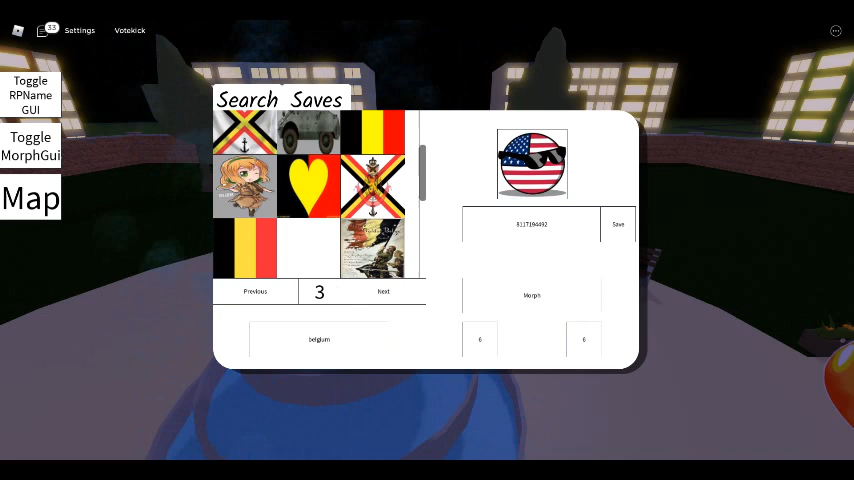 33
Settings
Votekick
Toggle
RPName
GUI
Toggle
MorphGui
Map
Search Saves
Previous
3
Next
belgium
8117194492
Save
Morph
6
6